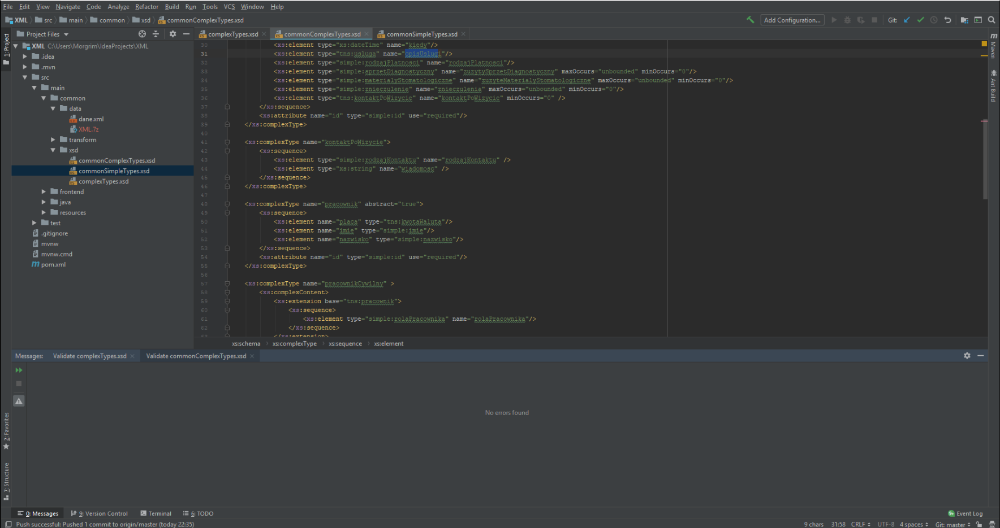 File Edit View Navigate Code Analyze Refactor Build Run Tools VCS Window Help
XML src main common xsd commonComplexTypes.xsd Add Configuration... Git:
1: Project
Project Files
XML C:\Users\Morgrim\IdeaProjects\XML
.idea
.mvn
src
main
common
data
dane.xml
XML.7z
transform
xsd
commonComplexTypes.xsd
commonSimpleTypes.xsd
complexTypes.xsd
frontend
java
resources
test
.gitignore
mvnw
mvnw.cmd
pom.xml
complexTypes.xsd commonComplexTypes.xsd commonSimpleTypes.xsd
30 <xs:element type="xs:dateTime" name="kiedy"/>
31 <xs:element type="tns:usluga" name="opisUslugi"/>
32 <xs:element type="simple:rodzajPlatnosci" name="rodzajPlatnosci"/>
33 <xs:element type="simple:sprzetDiagnostyczny" name="zuzytySprzetDiagnostyczny" maxOccurs="unbounded" minOccurs="0"/>
34 <xs:element type="simple:materialyStomatologiczne" name="zuzyteMaterialyStomatologiczne" maxOccurs="unbounded" minOccurs="0"/>
35 <xs:element type="simple:znieczulenie" name="znieczulenia" maxOccurs="unbounded" minOccurs="0"/>
36 <xs:element type="tns:kontaktPoWizycie" name="kontaktPoWizycie" minOccurs="0" />
37 </xs:sequence>
38 <xs:attribute name="id" type="simple:id" use="required"/>
39 </xs:complexType>
40
41 <xs:complexType name="kontaktPoWizycie">
42 <xs:sequence>
43 <xs:element type="simple:rodzajKontaktu" name="rodzajKontaktu" />
44 <xs:element type="xs:string" name="wiadomosc" />
45 </xs:sequence>
46 </xs:complexType>
47
48 <xs:complexType name="pracownik" abstract="true">
49 <xs:sequence>
50 <xs:element name="placa" type="tns:kwotaWaluta"/>
51 <xs:element name="imie" type="simple:imie"/>
52 <xs:element name="nazwisko" type="simple:nazwisko"/>
53 </xs:sequence>
54 <xs:attribute name="id" type="simple:id" use="required"/>
55 </xs:complexType>
56
57 <xs:complexType name="pracownikCywilny" >
58 <xs:complexContent>
59 <xs:extension base="tns:pracownik">
60 <xs:sequence>
61 <xs:element type="simple:rolaPracownika" name="rolaPracownika"/>
62 </xs:sequence>
63 </xs:extension>
xs:schema xs:complexType xs:sequence xs:element
m Maven
Ant Build
Messages: Validate complexTypes.xsd Validate commonComplexTypes.xsd
No errors found
2: Favorites
7: Structure
0: Messages 9: Version Control Terminal 6: TODO Event Log
Push successful: Pushed 1 commit to origin/master (today 22:35) 9 chars 31:58 CRLF UTF-8 4 spaces Git: master